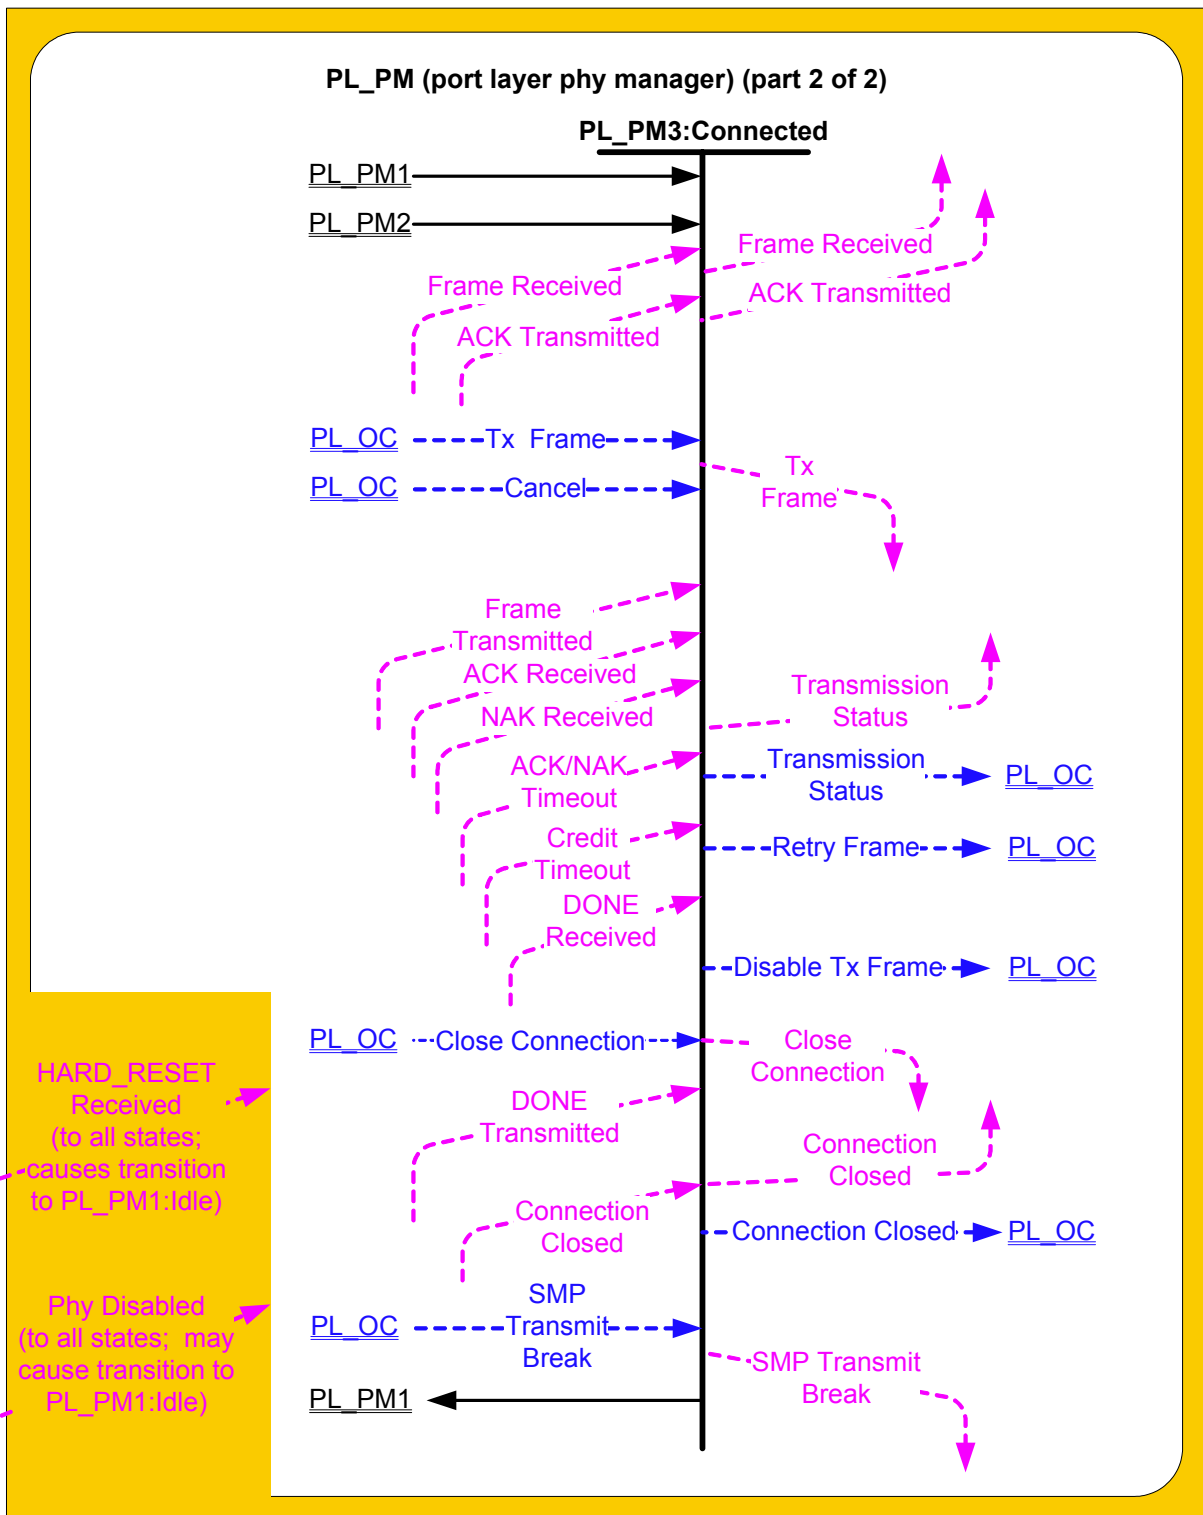 PL_PM (port layer phy manager) (part 2 of 2)
PL_PM3:Connected
PL_PM1
PL_PM2
Frame Received
Frame Received
ACK Transmitted
ACK Transmitted
PL_OC
Tx Frame
Tx
Frame
PL_OC
Cancel
Frame
Transmitted
ACK Received
NAK Received
Transmission
Status
ACK/NAK
Timeout
Transmission
Status
PL_OC
Credit
Timeout
Retry Frame
PL_OC
DONE
Received
Disable Tx Frame
PL_OC
PL_OC
Close Connection
Close
Connection
HARD_RESET
Received
(to all states;
causes transition
to PL_PM1:Idle)
DONE
Transmitted
Connection
Closed
Connection
Closed
Connection Closed
PL_OC
Phy Disabled
(to all states; may
cause transition to
PL_PM1:Idle)
PL_OC
SMP
Transmit
Break
SMP Transmit
Break
PL_PM1